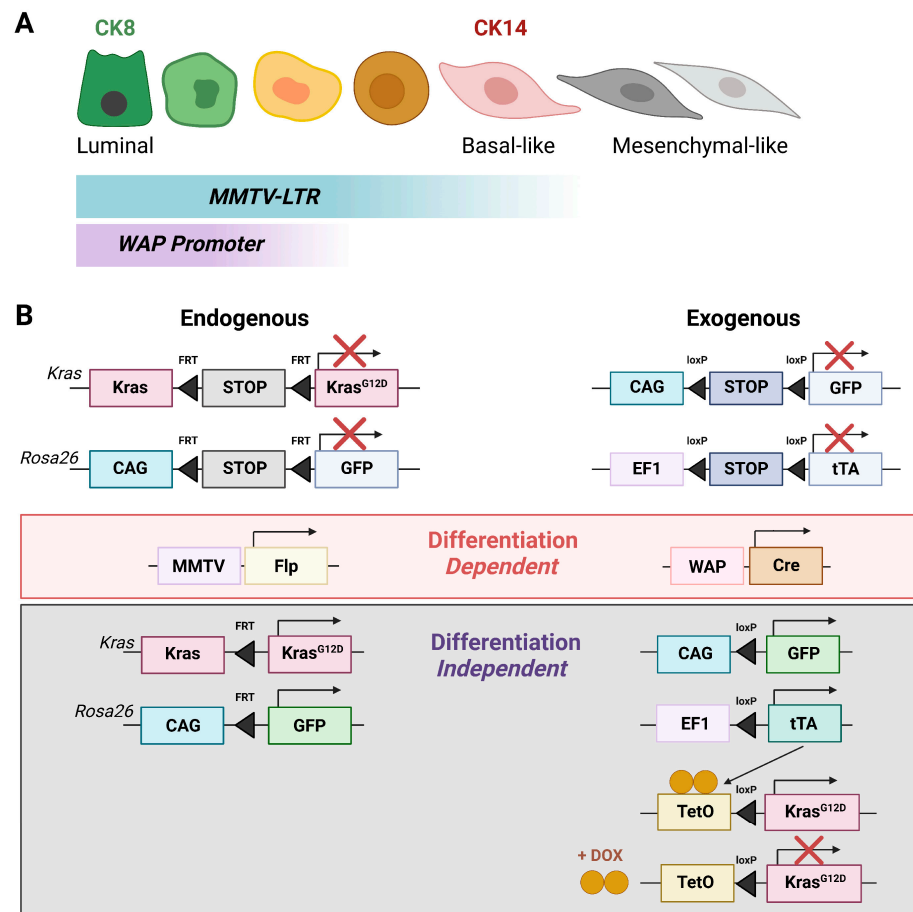 A
CK8 CK14
Luminal Basal-like Mesenchymal-like
MMTV-LTR
WAP Promoter
B
Endogenous Exogenous
Kras FRT FRT
Kras STOP KrasG12D
loxP loxP
CAG STOP GFP
Rosa26 FRT FRT
CAG STOP GFP
loxP loxP
EF1 STOP tTA
MMTV Flp
Differentiation
Dependent
WAP Cre
Kras FRT
Kras KrasG12D
Rosa26 FRT
CAG GFP
Differentiation
Independent
loxP
CAG GFP
loxP
EF1 tTA
loxP
TetO KrasG12D
+ DOX loxP
TetO KrasG12D